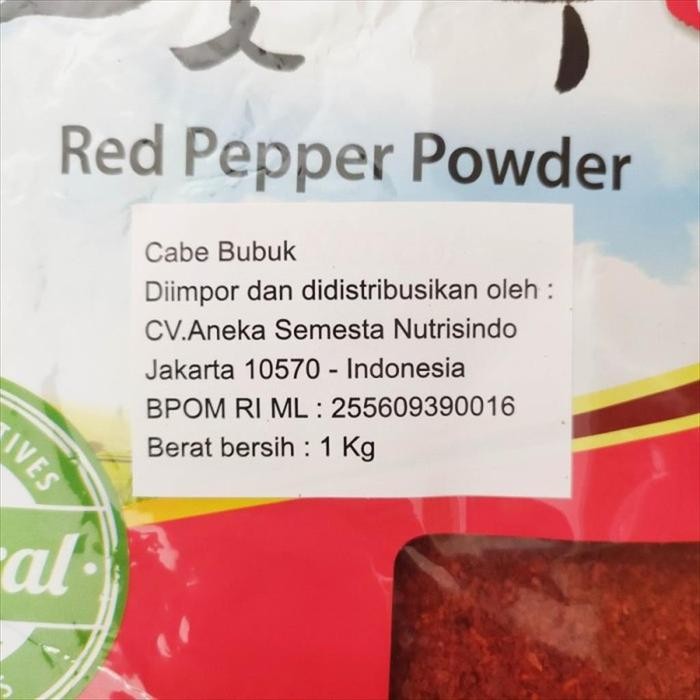 Red Pepper Powder
Cabe Bubuk
Diimpor dan didistribusikan oleh :
CV.Aneka Semesta Nutrisindo
Jakarta 10570 - Indonesia
BPOM RI ML : 255609390016
Berat bersih : 1 Kg